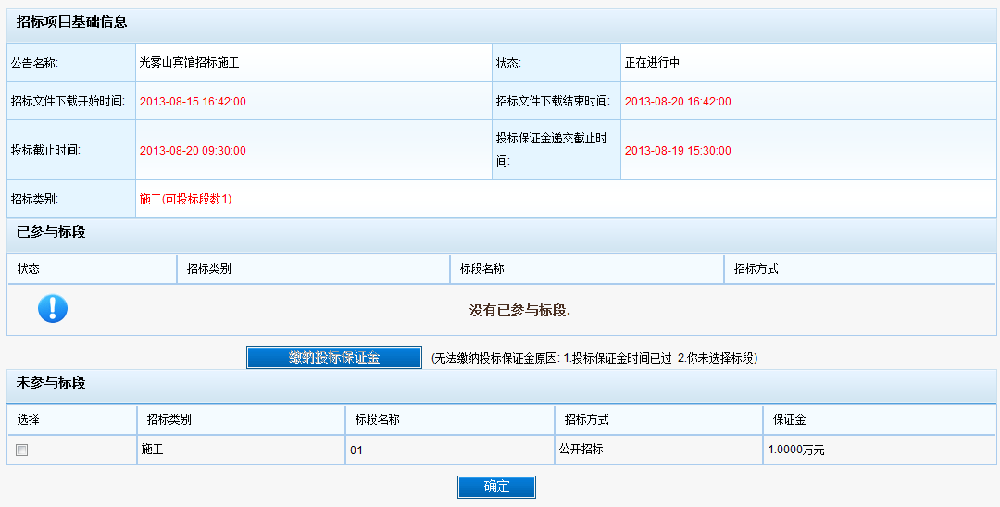 招标项目基础信息
公告名称: 光雾山宾馆招标施工 状态: 正在进行中
招标文件下载开始时间: 2013-08-15 16:42:00 招标文件下载结束时间: 2013-08-20 16:42:00
投标截止时间: 2013-08-20 09:30:00 投标保证金递交截止时
间: 2013-08-19 15:30:00
招标类别: 施工(可投标段数1)
已参与标段
状态 招标类别 标段名称 招标方式
没有已参与标段.
缴纳投标保证金 (无法缴纳投标保证金原因: 1.投标保证金时间已过 2.你未选择标段)
未参与标段
选择 招标类别 标段名称 招标方式 保证金
施工 01 公开招标 1.0000万元
确定